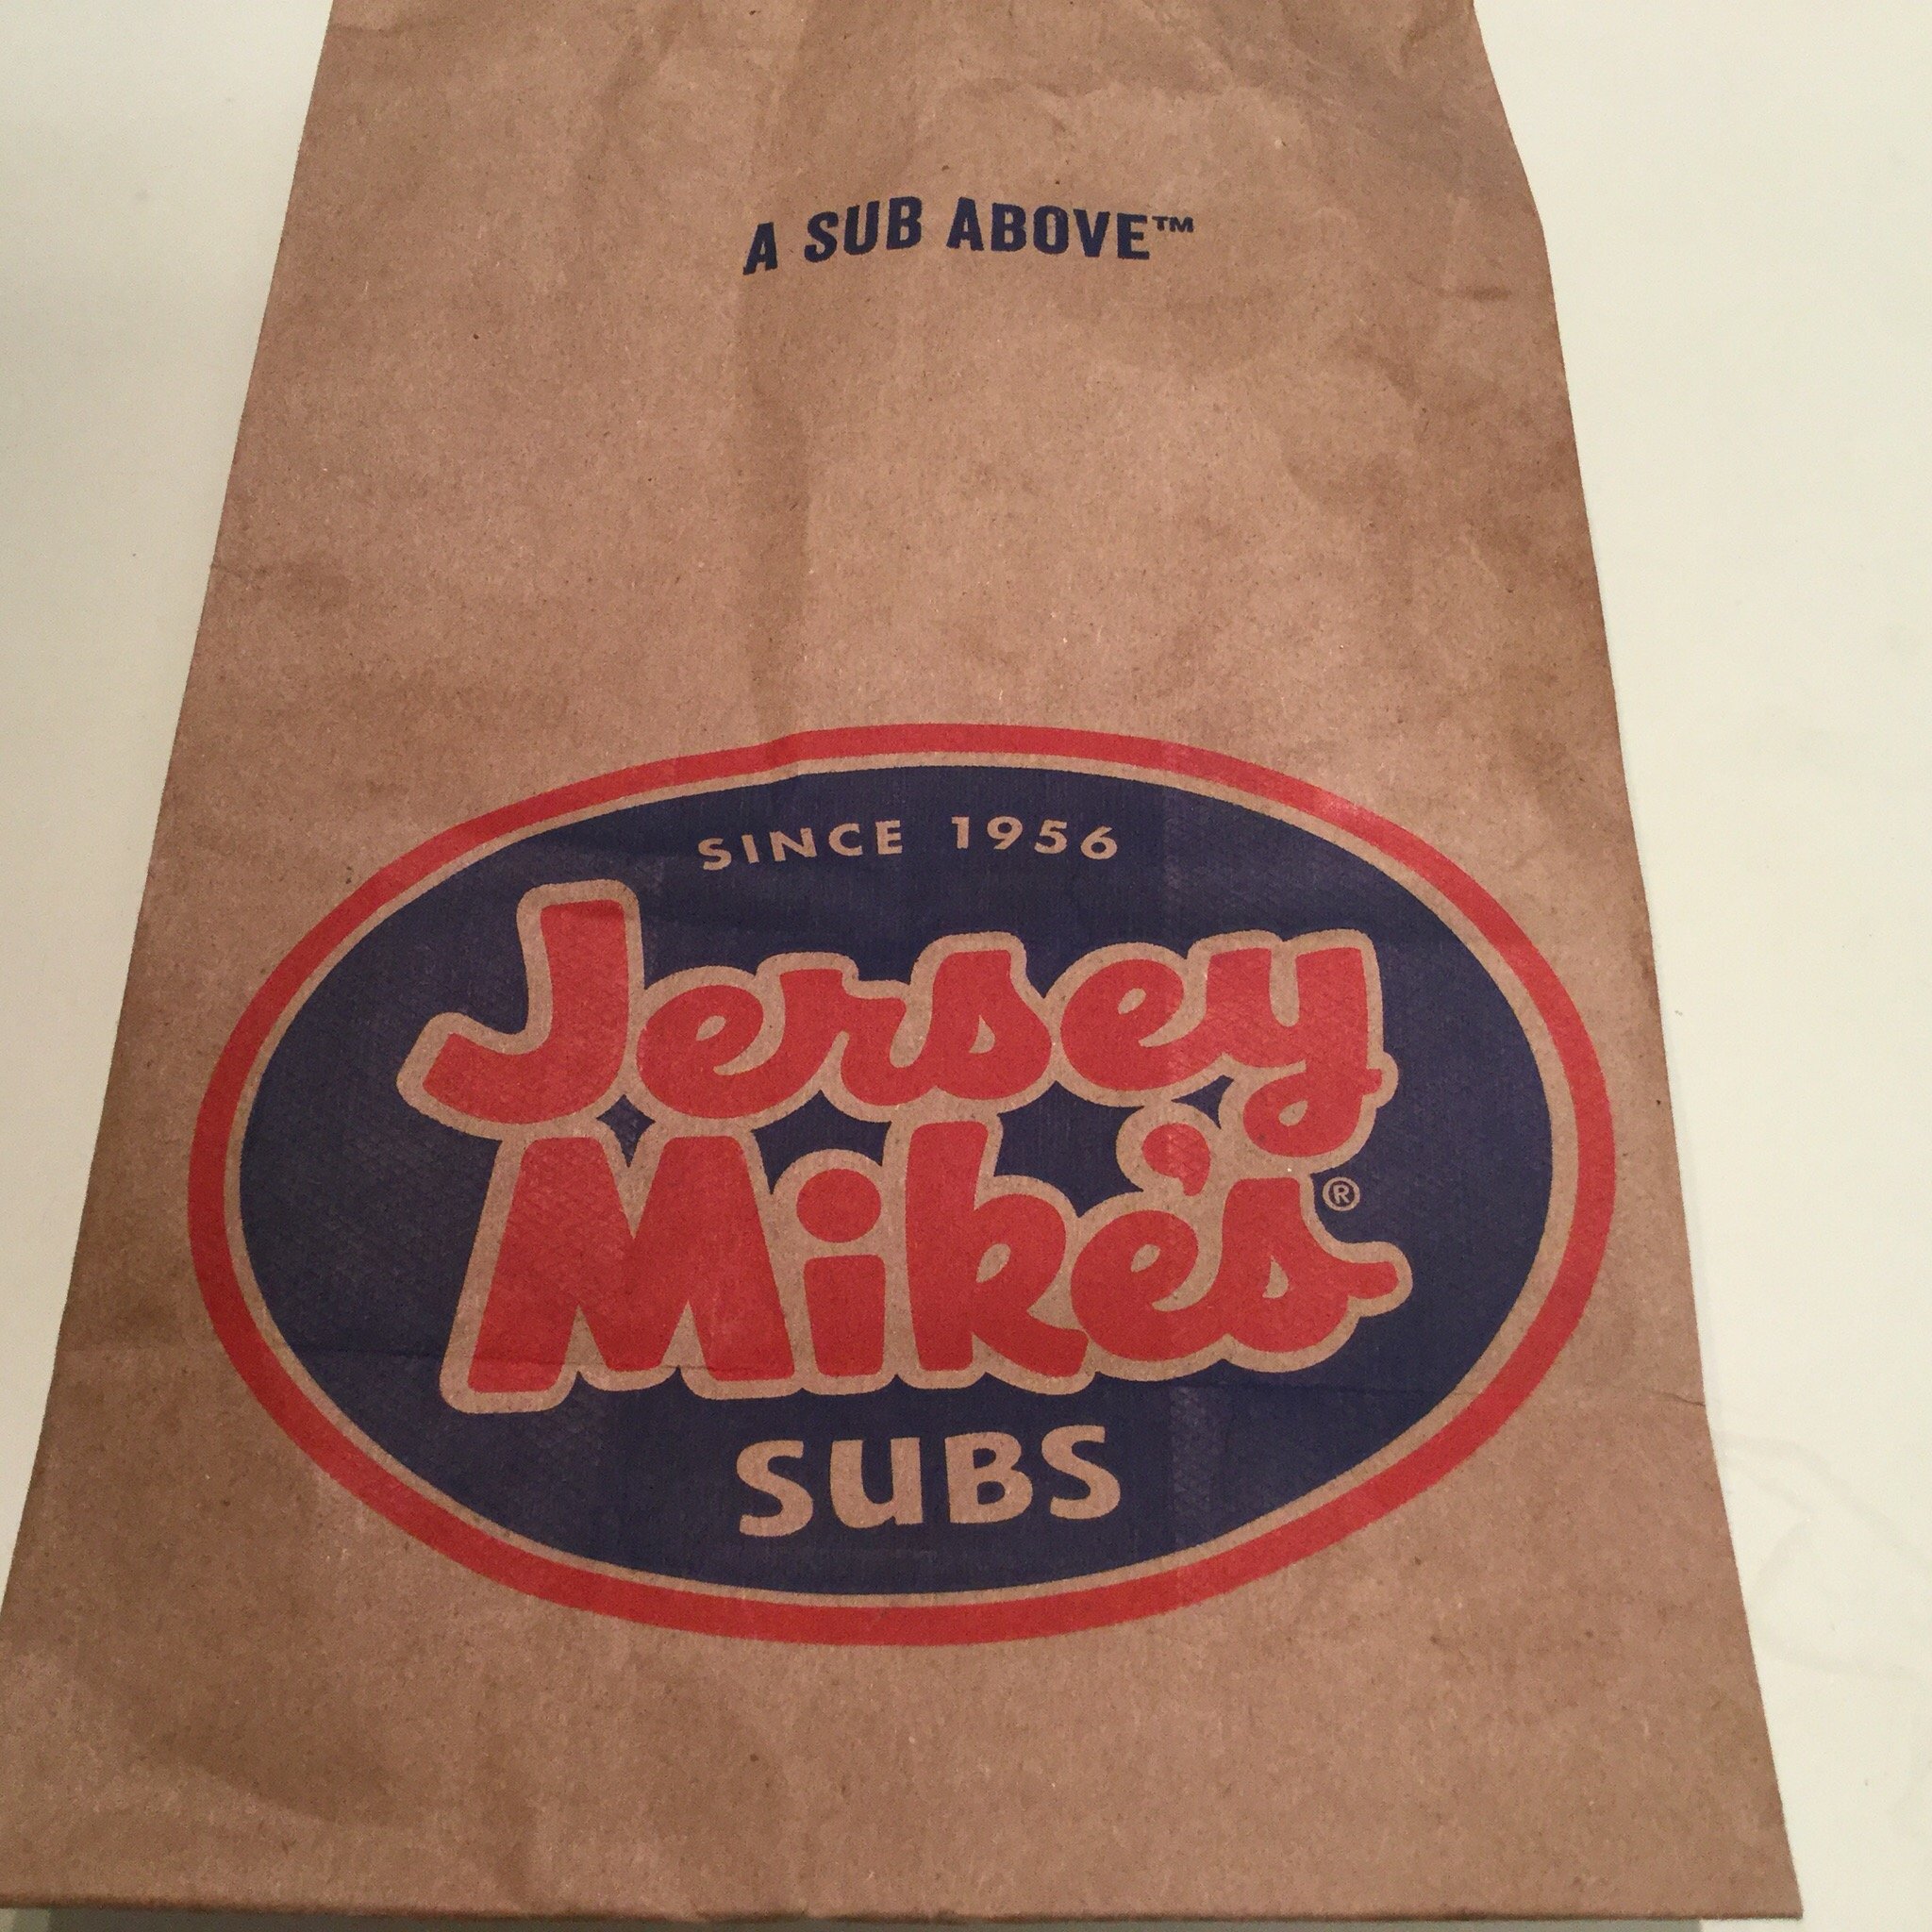 A SUB ABOVE™
SINCE 1956
Jersey
Mike's®
SUBS